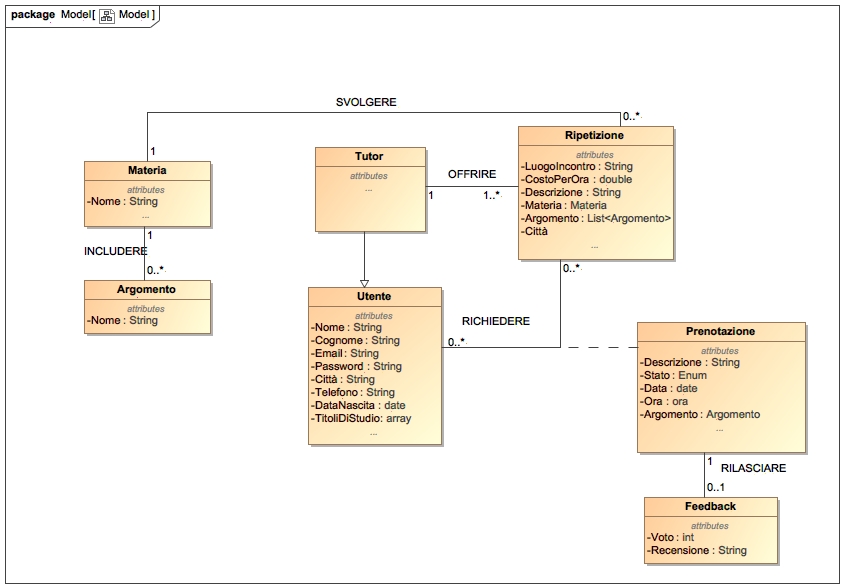 package Model[ Model ]
SVOLGERE
1
0..*
Materia
attributes
-Nome : String
...
1
INCLUDERE
0..*
Argomento
attributes
-Nome : String
Tutor
attributes
...
OFFRIRE
1
1..*
Ripetizione
attributes
-LuogoIncontro : String
-CostoPerOra : double
-Descrizione : String
-Materia : Materia
-Argomento : List<Argomento>
-Città
...
0..*
RICHIEDERE
0..*
Utente
attributes
-Nome : String
-Cognome : String
-Email : String
-Password : String
-Città : String
-Telefono : String
-DataNascita : date
-TitoliDiStudio: array
...
Prenotazione
attributes
-Descrizione : String
-Stato : Enum
-Data : date
-Ora : ora
-Argomento : Argomento
...
1
RILASCIARE
0..1
Feedback
attributes
-Voto : int
-Recensione : String